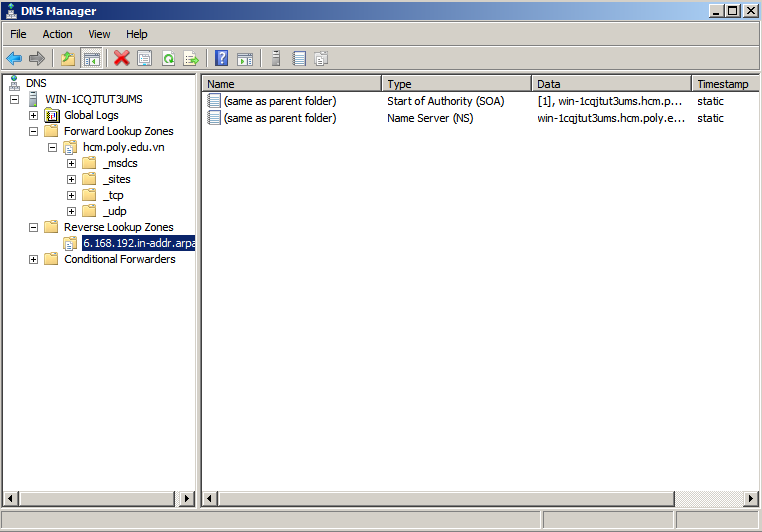 DNS Manager
File Action View Help
DNS
WIN-1CQJTUT3UMS
Global Logs
Forward Lookup Zones
hcm.poly.edu.vn
_msdcs
_sites
_tcp
_udp
Reverse Lookup Zones
6.168.192.in-addr.arpa
Conditional Forwarders
Name Type Data Timestamp
(same as parent folder) Start of Authority (SOA) [1], win-1cqjtut3ums.hcm.p... static
(same as parent folder) Name Server (NS) win-1cqjtut3ums.hcm.poly.e... static